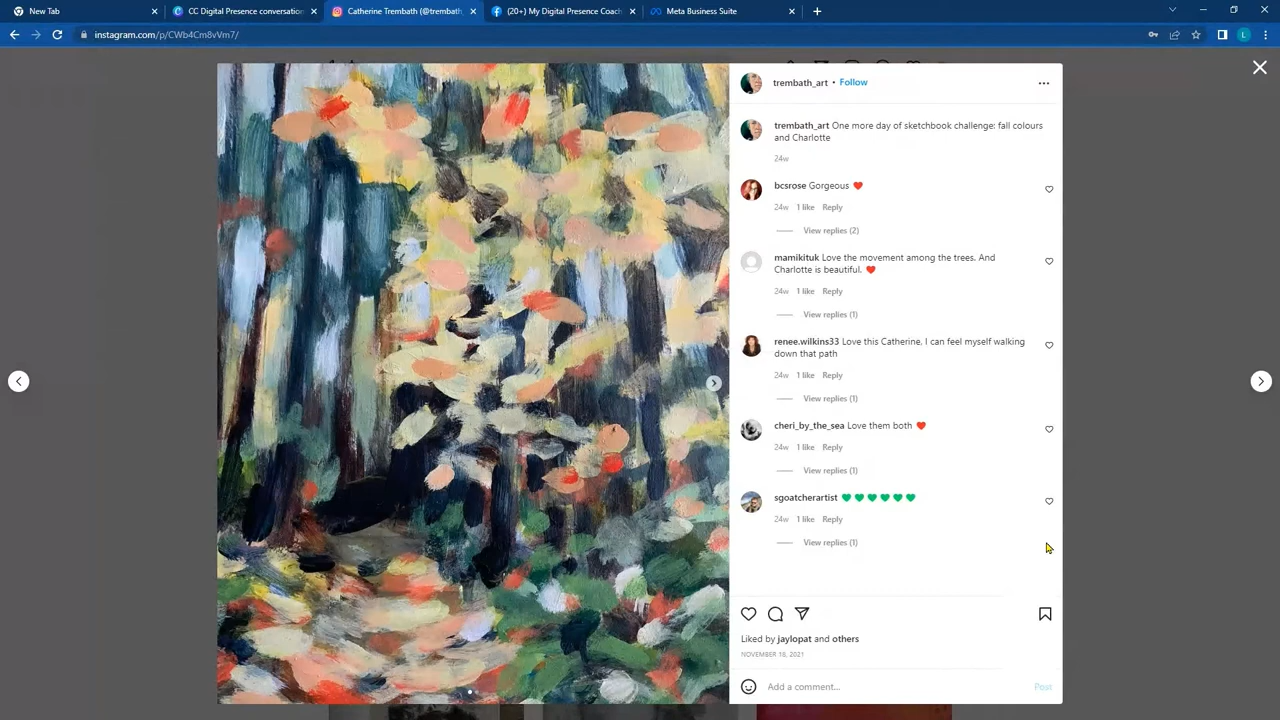 New Tab
CC Digital Presence conversation
Catherine Trembath (@trembath_
(20+) My Digital Presence Coach
Meta Business Suite
instagram.com/p/CWb4Cm8vVm7/
L
trembath_art • Follow
trembath_art One more day of sketchbook challenge: fall colours
and Charlotte
24w
bcsrose Gorgeous ❤️
24w 1 like Reply
View replies (2)
mamikituk Love the movement among the trees. And
Charlotte is beautiful. ❤️
24w 1 like Reply
View replies (1)
renee.wilkins33 Love this Catherine, I can feel myself walking
down that path
24w 1 like Reply
View replies (1)
cheri_by_the_sea Love them both ❤️
24w 1 like Reply
View replies (1)
sgoatcherartist 💚💚💚💚💚💚
24w 1 like Reply
View replies (1)
Liked by jaylopat and others
NOVEMBER 18, 2021
Add a comment...
Post